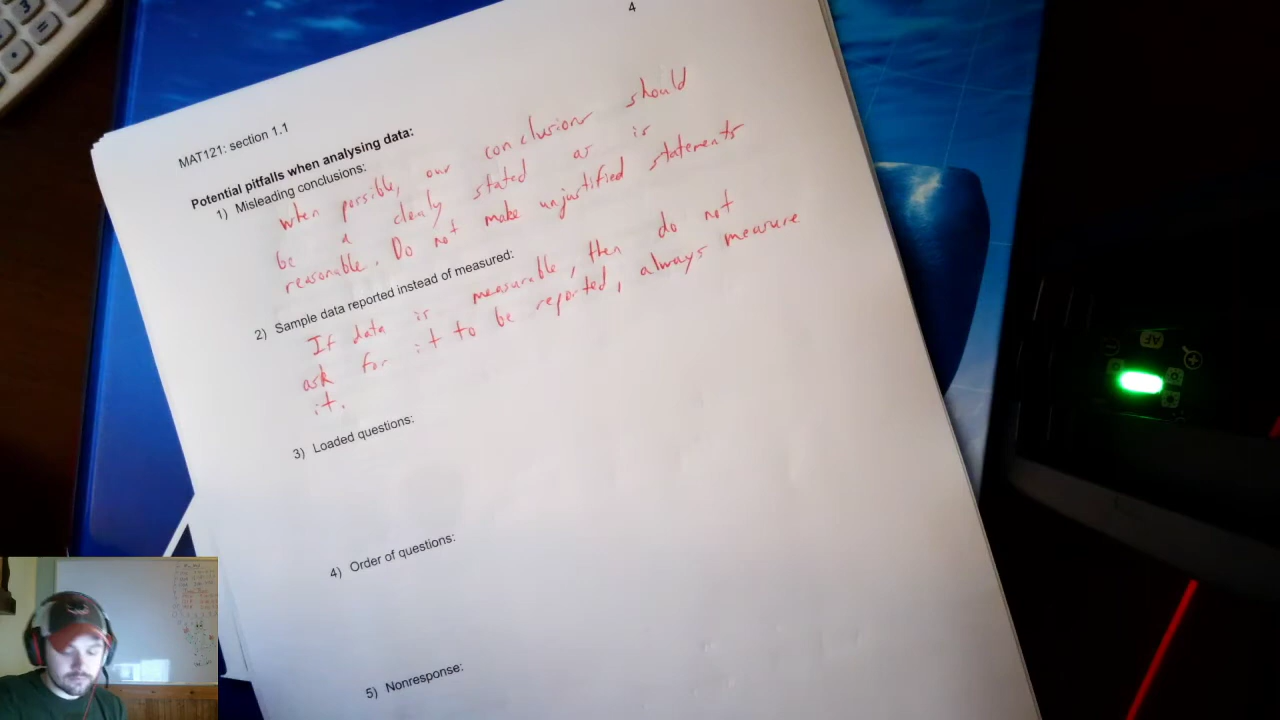 4
MAT121: section 1.1
Potential pitfalls when analysing data:
1) Misleading conclusions:
When possible, our conclusions should
be a clealy stated as is
reasonable. Do not make unjustified statements
2) Sample data reported instead of measured:
If data is measurable, then do not
ask for it to be reported, always measure
it.
3) Loaded questions:
4) Order of questions:
5) Nonresponse:
AF